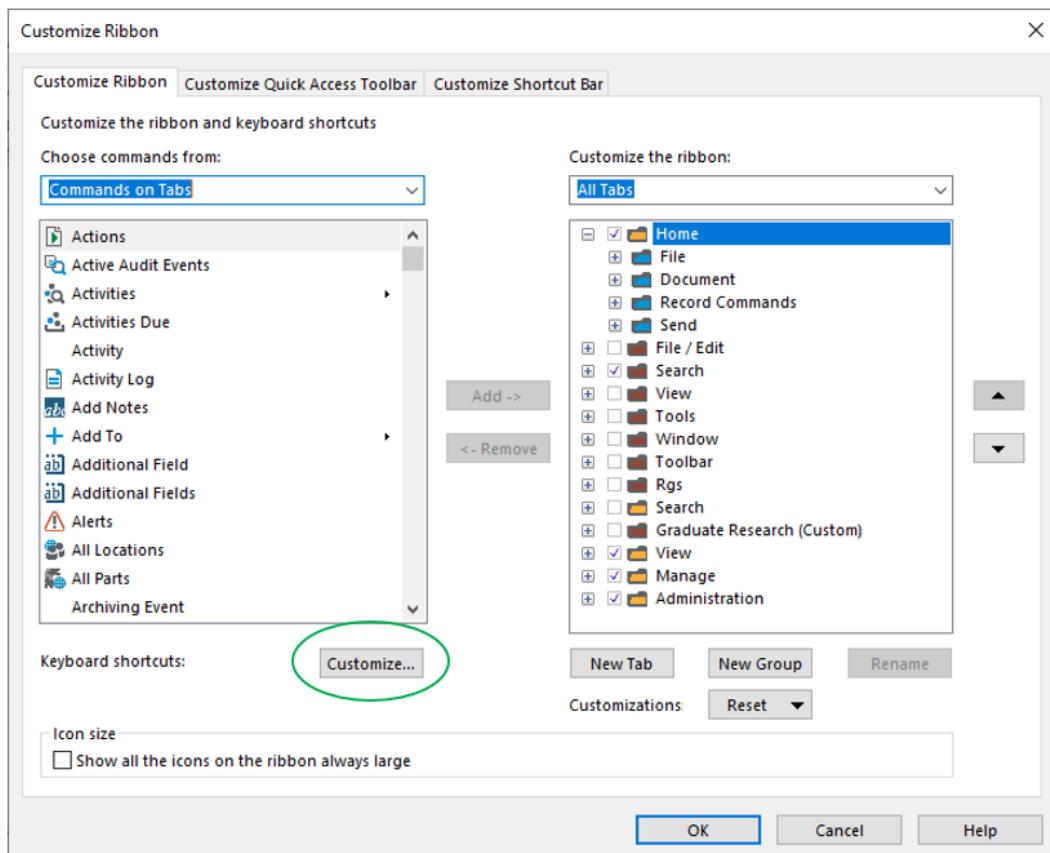 Customize Ribbon
Customize Ribbon
Customize Quick Access Toolbar
Customize Shortcut Bar
Customize the ribbon and keyboard shortcuts
Choose commands from:
Commands on Tabs
Actions
Active Audit Events
Activities
Activities Due
Activity
Activity Log
Add Notes
Add To
Additional Field
Additional Fields
Alerts
All Locations
All Parts
Archiving Event
Keyboard shortcuts:
Customize...
Add ->
<- Remove
Customize the ribbon:
All Tabs
Home
File
Document
Record Commands
Send
File / Edit
Search
View
Tools
Window
Toolbar
Rgs
Search
Graduate Research (Custom)
View
Manage
Administration
New Tab
New Group
Rename
Customizations
Reset
Icon size
Show all the icons on the ribbon always large
OK
Cancel
Help